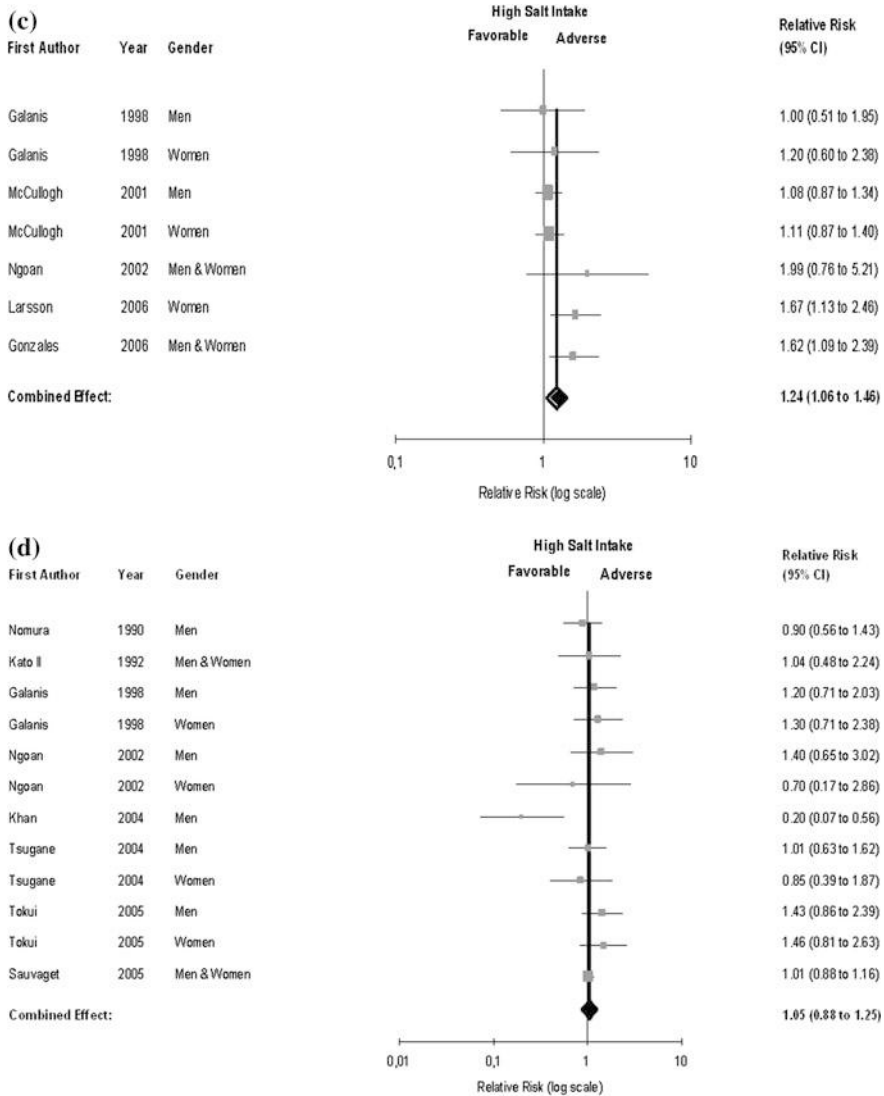 (c)
High Salt Intake
Favorable Adverse
Relative Risk
(95% CI)
First Author Year Gender
Galanis 1998 Men 1.00 (0.51 to 1.95)
Galanis 1998 Women 1.20 (0.60 to 2.38)
McCullogh 2001 Men 1.08 (0.87 to 1.34)
McCullogh 2001 Women 1.11 (0.87 to 1.40)
Ngoan 2002 Men & Women 1.99 (0.76 to 5.21)
Larsson 2006 Women 1.67 (1.13 to 2.46)
Gonzales 2006 Men & Women 1.62 (1.09 to 2.39)
Combined Effect: 1.24 (1.06 to 1.46)
0,1 1 10
Relative Risk (log scale)
(d)
High Salt Intake
Favorable Adverse
Relative Risk
(95% CI)
First Author Year Gender
Nomura 1990 Men 0.90 (0.56 to 1.43)
Kato II 1992 Men & Women 1.04 (0.48 to 2.24)
Galanis 1998 Men 1.20 (0.71 to 2.03)
Galanis 1998 Women 1.30 (0.71 to 2.38)
Ngoan 2002 Men 1.40 (0.65 to 3.02)
Ngoan 2002 Women 0.70 (0.17 to 2.86)
Khan 2004 Men 0.20 (0.07 to 0.56)
Tsugane 2004 Men 1.01 (0.63 to 1.62)
Tsugane 2004 Women 0.85 (0.39 to 1.87)
Tokui 2005 Men 1.43 (0.86 to 2.39)
Tokui 2005 Women 1.46 (0.81 to 2.63)
Sauvaget 2005 Men & Women 1.01 (0.88 to 1.16)
Combined Effect: 1.05 (0.88 to 1.25)
0,01 0,1 1 10
Relative Risk (log scale)